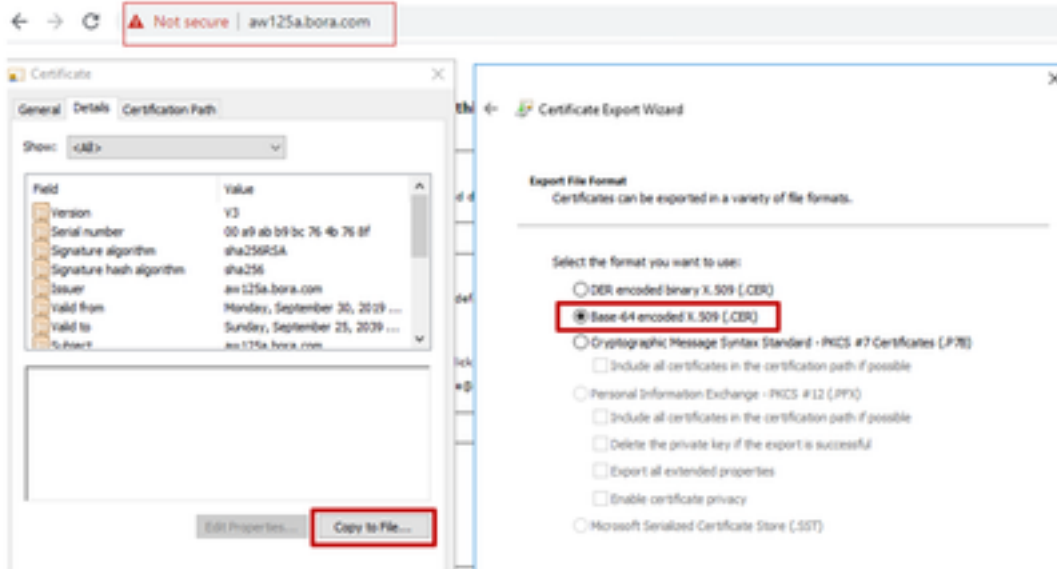 Not secure | aw125a.bora.com
Certificate
General Details Certification Path
Show: <All>
Field Value
Version V3
Serial number 00 a9 ab b9 bc 76 4b 76 8f
Signature algorithm sha256RSA
Signature hash algorithm sha256
Issuer aw125a.bora.com
Valid from Monday, September 30, 2019 ...
Valid to Sunday, September 25, 2039 ...
Subject aw125a.bora.com
Edit Properties...
Copy to File...
Certificate Export Wizard
Export File Format
Certificates can be exported in a variety of file formats.
Select the format you want to use:
DER encoded binary X.509 (.CER)
Base-64 encoded X.509 (.CER)
Cryptographic Message Syntax Standard - PKCS #7 Certificates (.P7B)
Include all certificates in the certification path if possible
Personal Information Exchange - PKCS #12 (.PFX)
Include all certificates in the certification path if possible
Delete the private key if the export is successful
Export all extended properties
Enable certificate privacy
Microsoft Serialized Certificate Store (.SST)